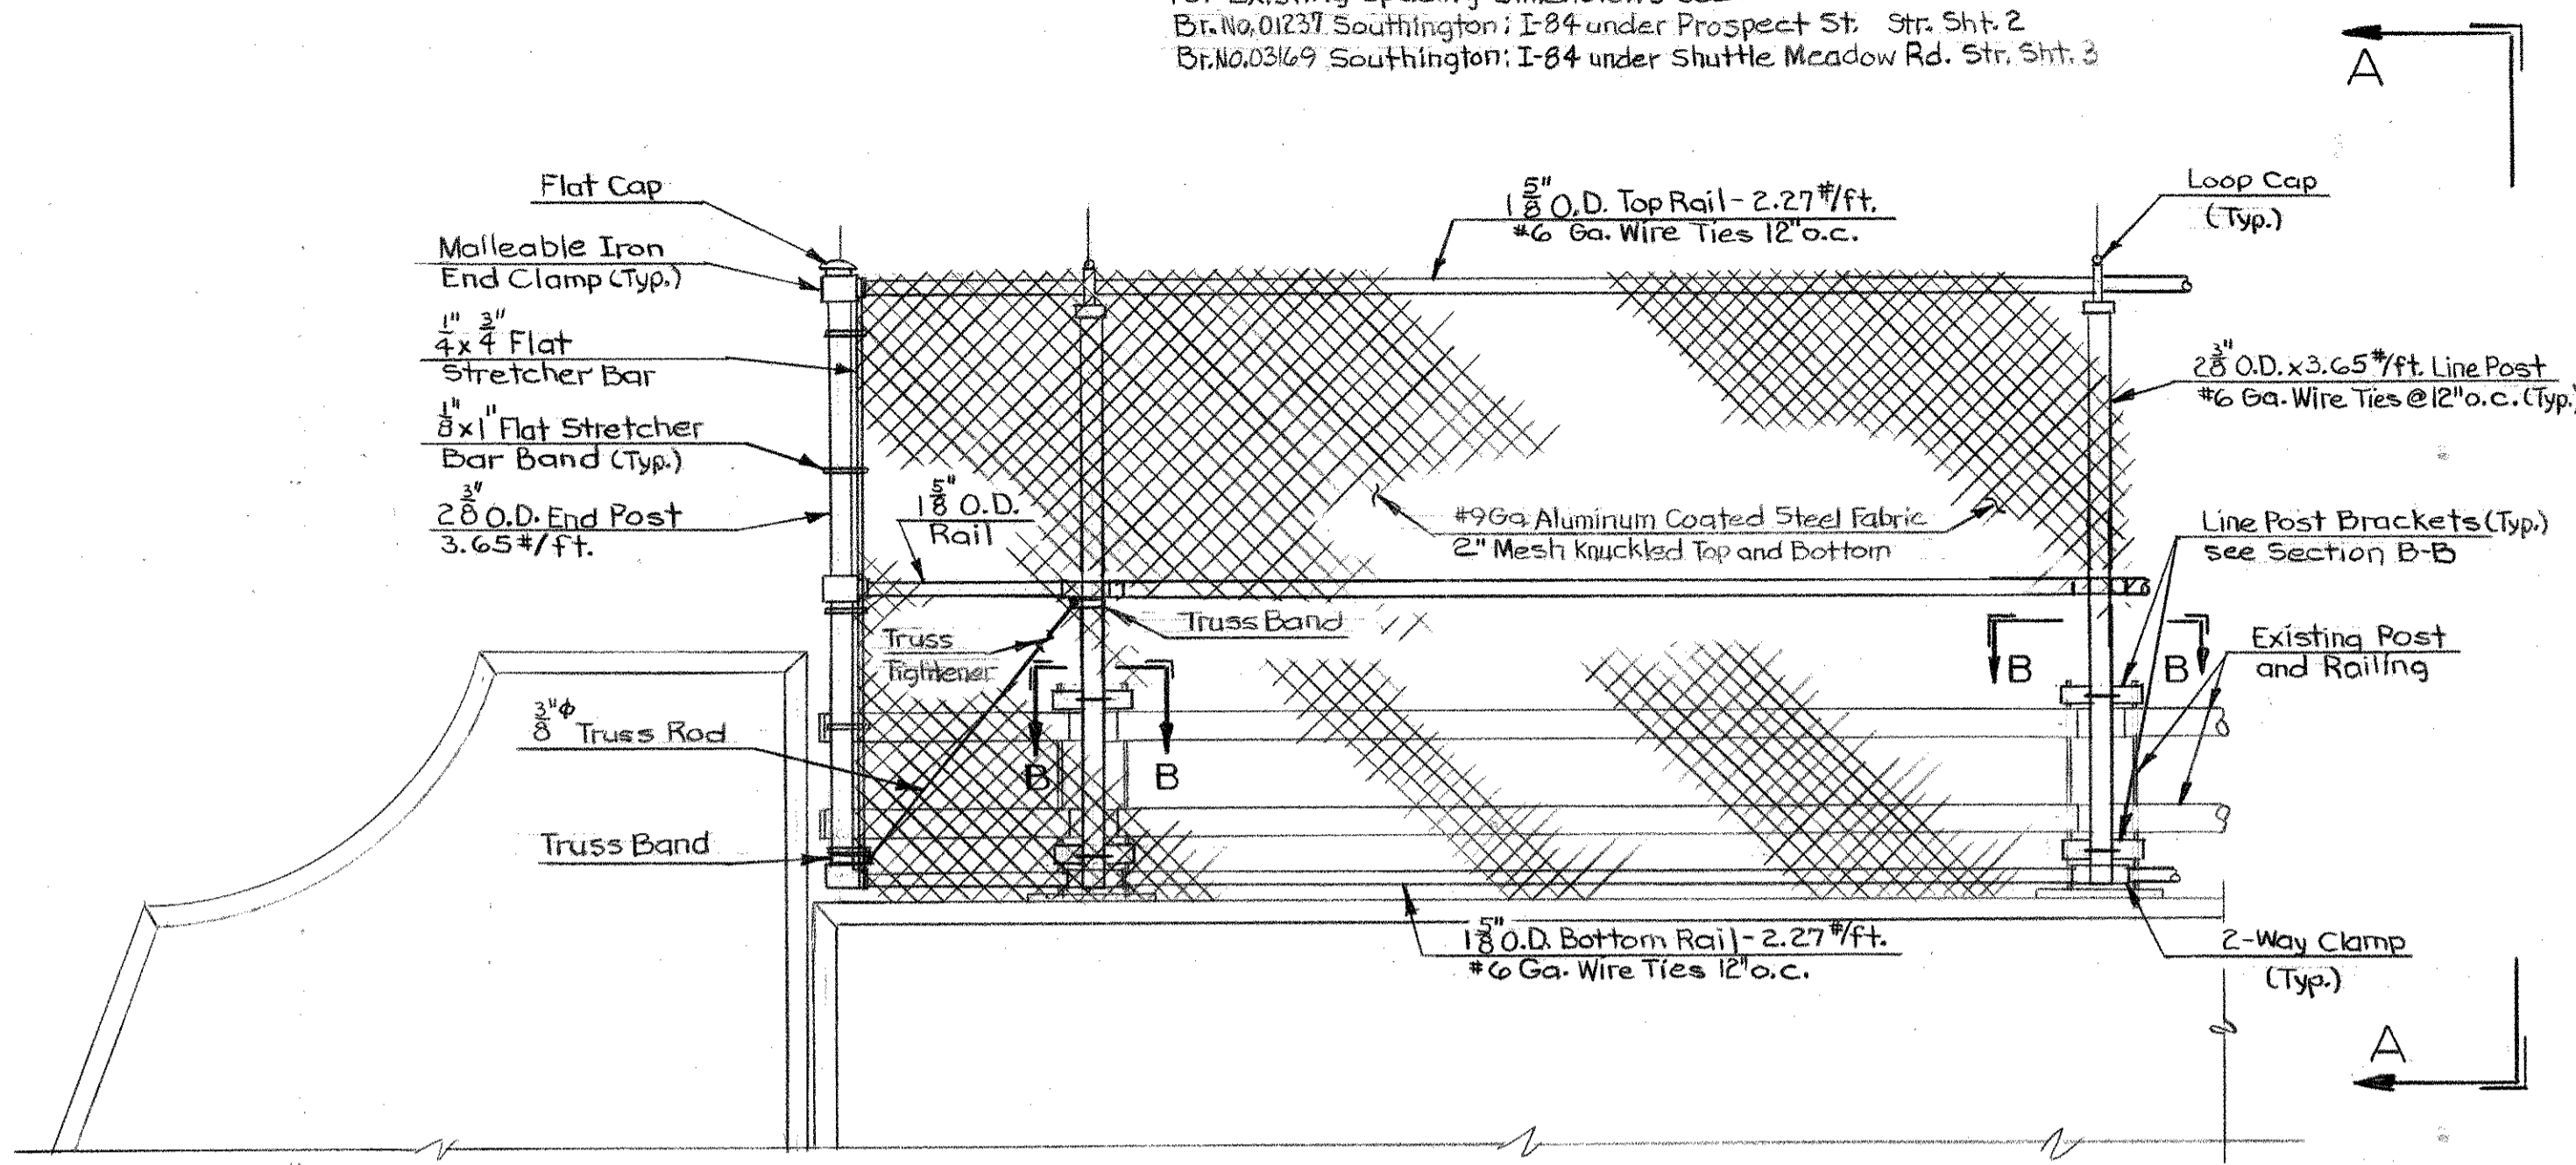 For Existing Spacing Dimensions See
Br.No.01237 Southington: I-84 under Prospect St. Str. Sht. 2
Br.No.03169 Southington: I-84 under Shuttle Meadow Rd. Str. Sht. 3
A
Flat Cap
Malleable Iron
End Clamp (Typ.)
1/4" x 3/4" Flat
Stretcher Bar
1/8" x 1" Flat Stretcher
Bar Band (Typ.)
2 3/8" O.D. End Post
3.65 #/ft.
1 5/8" O.D. Top Rail - 2.27 #/ft.
#6 Ga. Wire Ties 12" o.c.
Loop Cap
(Typ.)
2 3/8" O.D. x 3.65 #/ft. Line Post
#6 Ga. Wire Ties @ 12" o.c. (Typ.)
1 5/8" O.D.
Rail
#9 Ga Aluminum Coated Steel Fabric
2" Mesh Knuckled Top and Bottom
Line Post Brackets (Typ.)
see Section B-B
Truss
Tightener
Truss Band
B B
Existing Post
and Railing
3/8" φ Truss Rod
B B
Truss Band
1 5/8" O.D. Bottom Rail - 2.27 #/ft.
#6 Ga. Wire Ties 12" o.c.
2-Way Clamp
(Typ.)
A